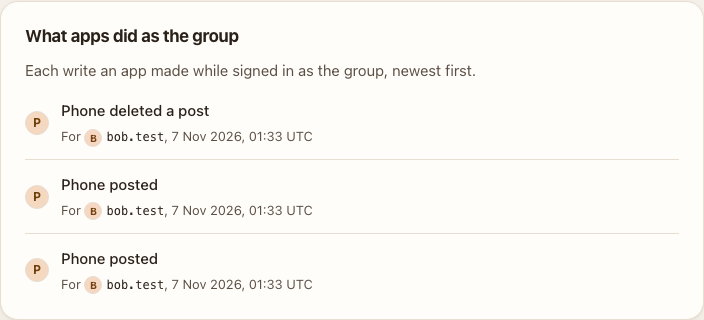 What apps did as the group
Each write an app made while signed in as the group, newest first.
P Phone deleted a post
For B bob.test, 7 Nov 2026, 01:33 UTC
P Phone posted
For B bob.test, 7 Nov 2026, 01:33 UTC
P Phone posted
For B bob.test, 7 Nov 2026, 01:33 UTC